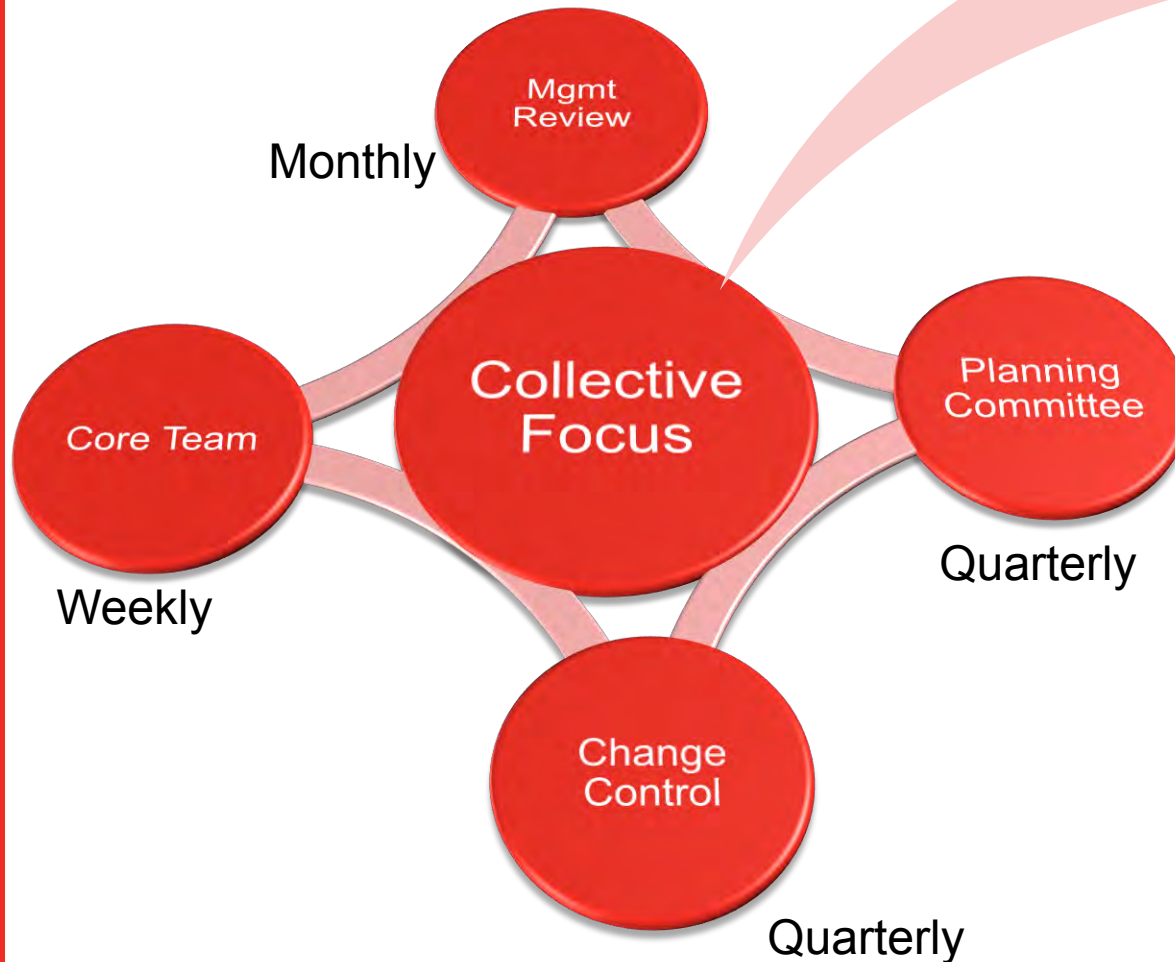 Mgmt
Review
Monthly
Collective
Focus
Planning
Committee
Core Team
Quarterly
Weekly
Change
Control
Quarterly